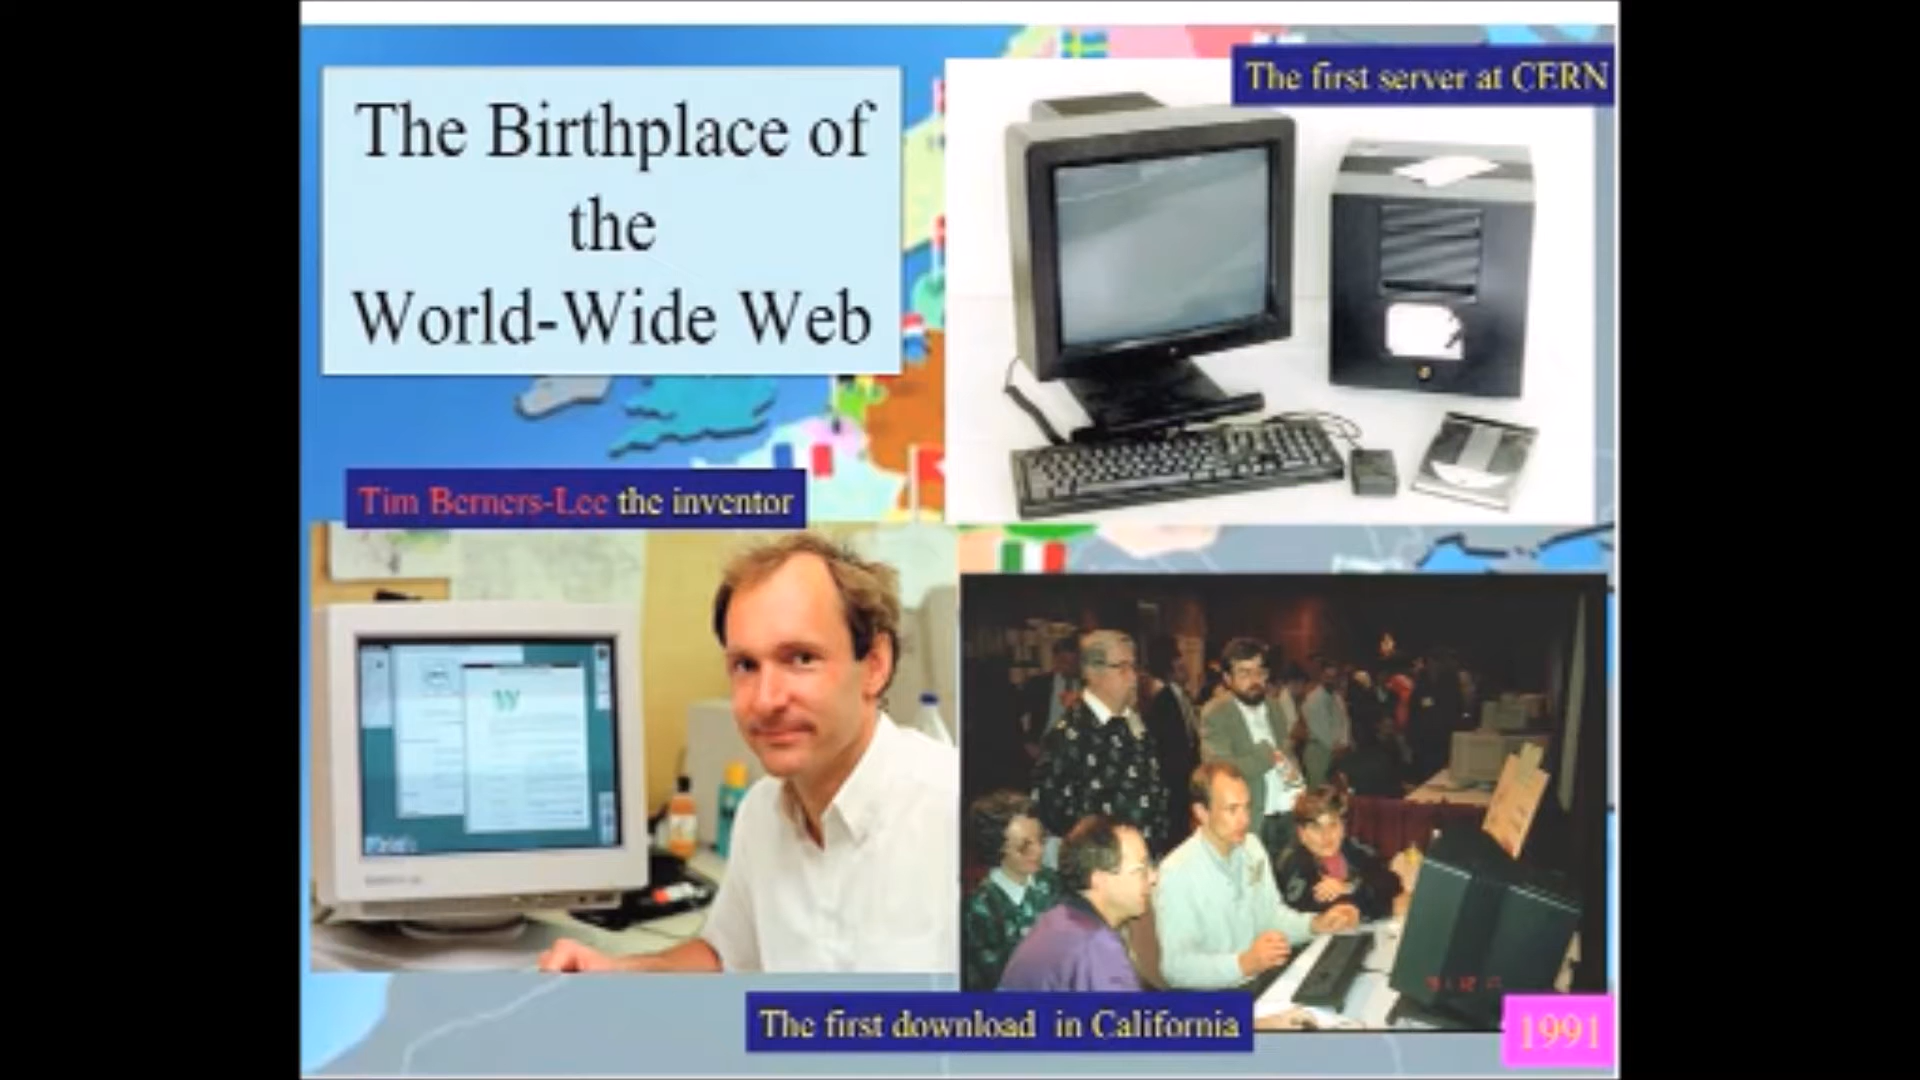 The Birthplace of
the
World-Wide Web
The first server at CERN
Tim Berners-Lee the inventor
W
The first download in California
1991